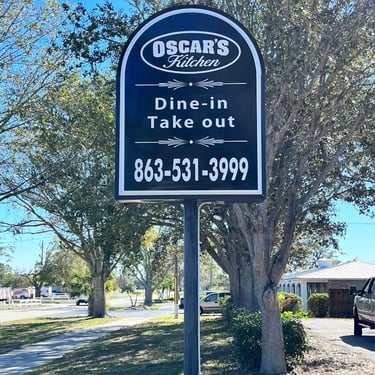 OSCAR'S
Kitchen
Dine-in
Take out
863-531-3999